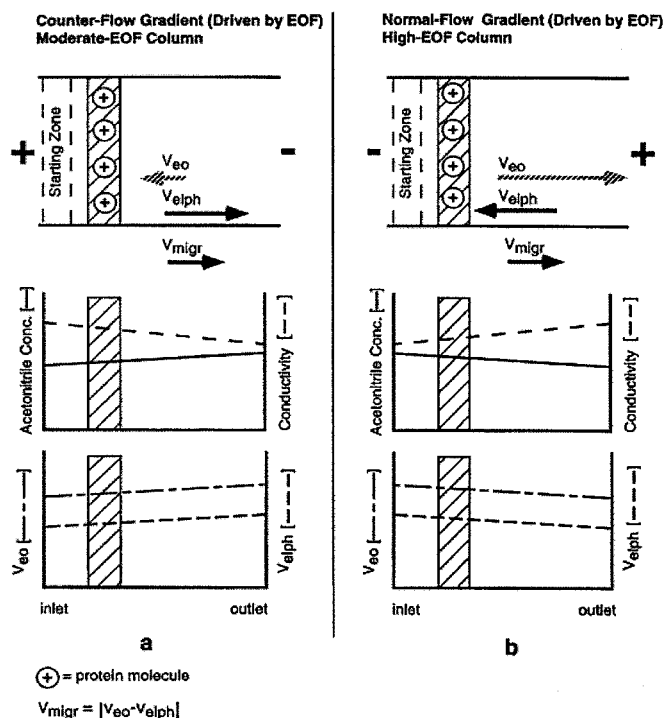 Counter-Flow Gradient (Driven by EOF)
Moderate-EOF Column
+
Starting Zone
+
+
+
+
-
Veo
Velph
Vmigr
Acetonitrile Conc. [—]
Conductivity [– –]
Veo [— - —]
Velph [– – –]
inlet
outlet
a
Normal-Flow Gradient (Driven by EOF)
High-EOF Column
-
Starting Zone
+
+
+
+
+
Veo
Velph
Vmigr
Acetonitrile Conc. [—]
Conductivity [– –]
Veo [— - —]
Velph [– – –]
inlet
outlet
b
+ = protein molecule
Vmigr = |Veo-Velph|